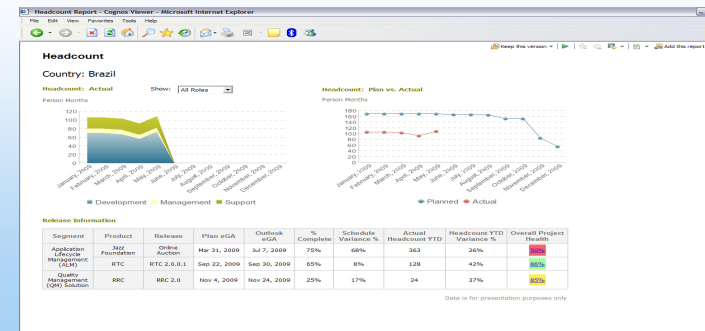 Headcount Report - Cognos Viewer - Microsoft Internet Explorer
File Edit View Favorites Tools Help
Keep this version Add this report
Headcount
Country: Brazil
Headcount: Actual Show: All Roles
Person Months
120
100
80
60
40
20
0
January, 2009 February, 2009 March, 2009 April, 2009 May, 2009 June, 2009 July, 2009 August, 2009 September, 2009 October, 2009 November, 2009 December, 2009
Development Management Support
Headcount: Plan vs. Actual
Person Months
180
160
140
120
100
80
60
40
20
0
January, 2009 February, 2009 March, 2009 April, 2009 May, 2009 June, 2009 July, 2009 August, 2009 September, 2009 October, 2009 November, 2009 December, 2009
Planned Actual
Release Information
Segment Product Release Plan eGA Outlook eGA % Complete Schedule Variance % Actual Headcount YTD Headcount YTD Variance % Overall Project Health
Application Lifecycle Management (ALM) Jazz Foundation Online Auction Mar 31, 2009 Jul 7, 2009 75% 68% 363 26% 50%
RTC RTC 2.0.0.1 Sep 22, 2009 Sep 30, 2009 65% 8% 128 42% 96%
Quality Management (QM) Solution RRC RRC 2.0 Nov 4, 2009 Nov 24, 2009 25% 17% 24 37% 85%
Data is for presentation purposes only